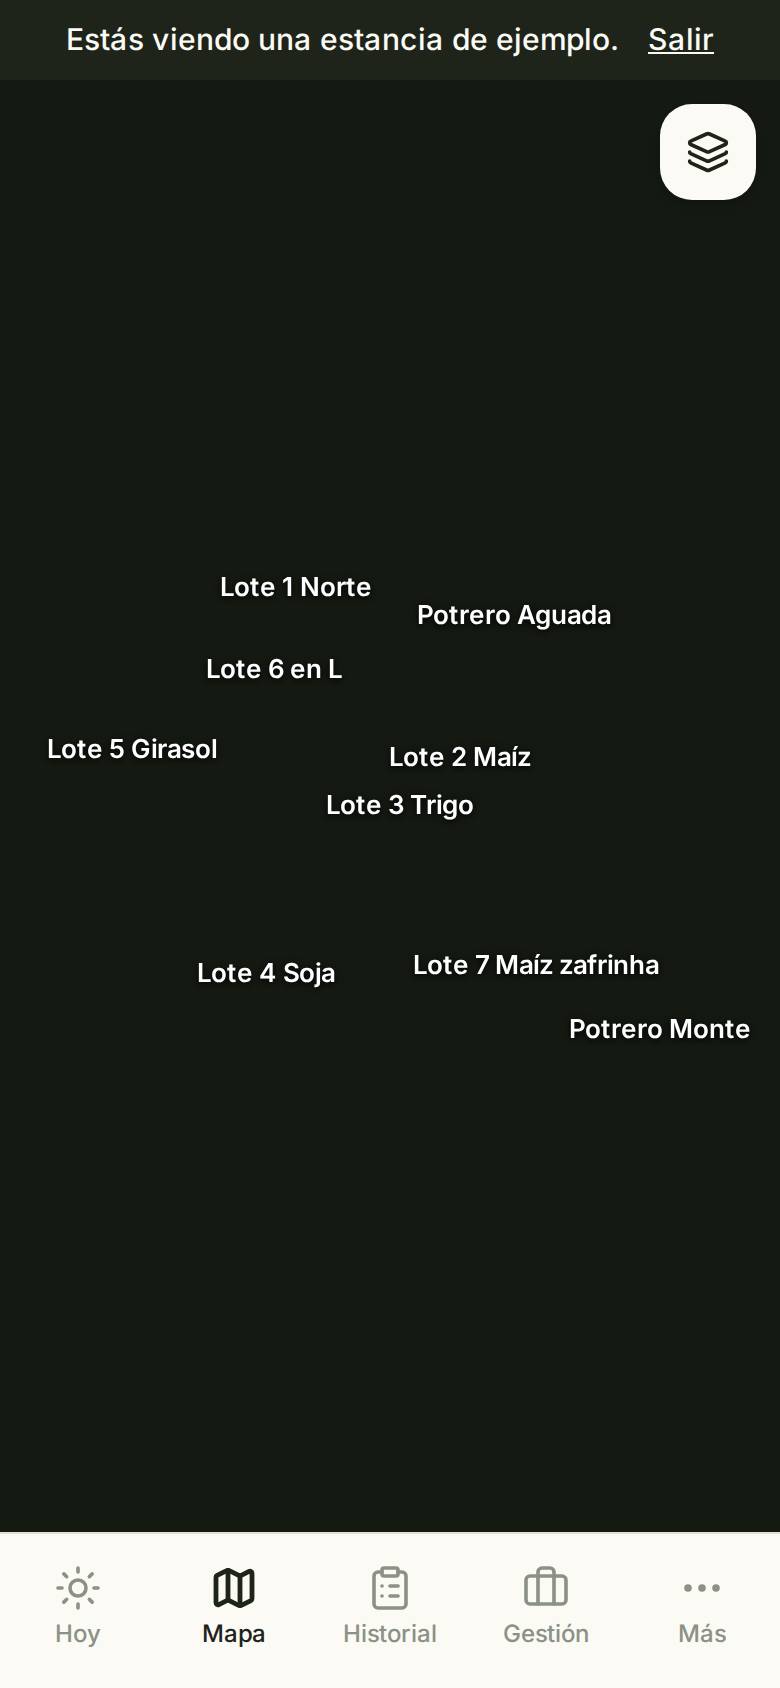 Estás viendo una estancia de ejemplo. Salir
Lote 1 Norte
Potrero Aguada
Lote 6 en L
Lote 5 Girasol
Lote 2 Maíz
Lote 3 Trigo
Lote 4 Soja
Lote 7 Maíz zafrinha
Potrero Monte
Hoy Mapa Historial Gestión Más